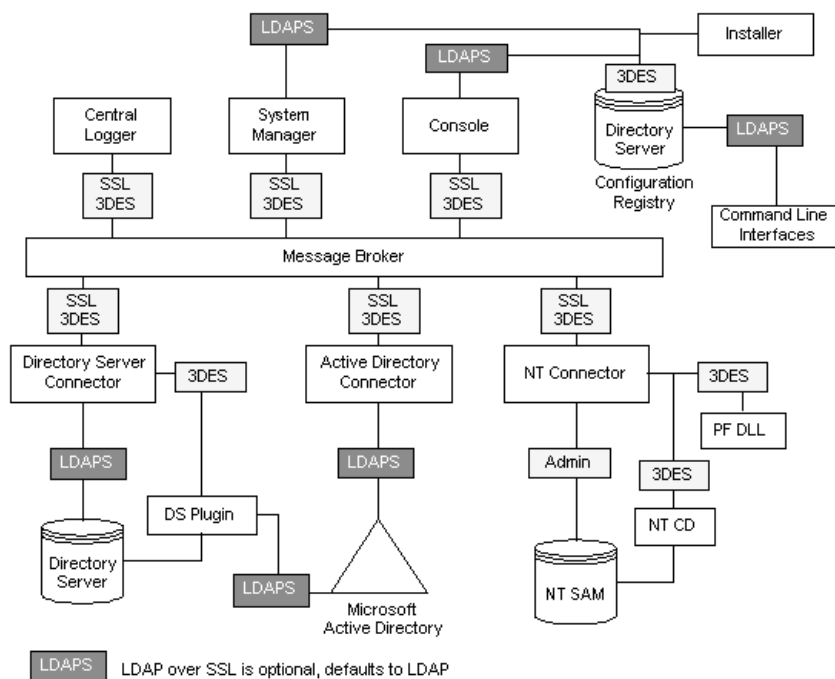 LDAPS
Installer
LDAPS
3DES
Central
Logger
System
Manager
Console
Directory
Server
LDAPS
Configuration
Registry
SSL
3DES
SSL
3DES
SSL
3DES
Command Line
Interfaces
Message Broker
SSL
3DES
SSL
3DES
SSL
3DES
Directory Server
Connector
3DES
Active Directory
Connector
NT Connector
3DES
PF DLL
LDAPS
LDAPS
Admin
3DES
DS Plugin
NT CD
Directory
Server
LDAPS
NT SAM
Microsoft
Active Directory
LDAPS LDAP over SSL is optional, defaults to LDAP